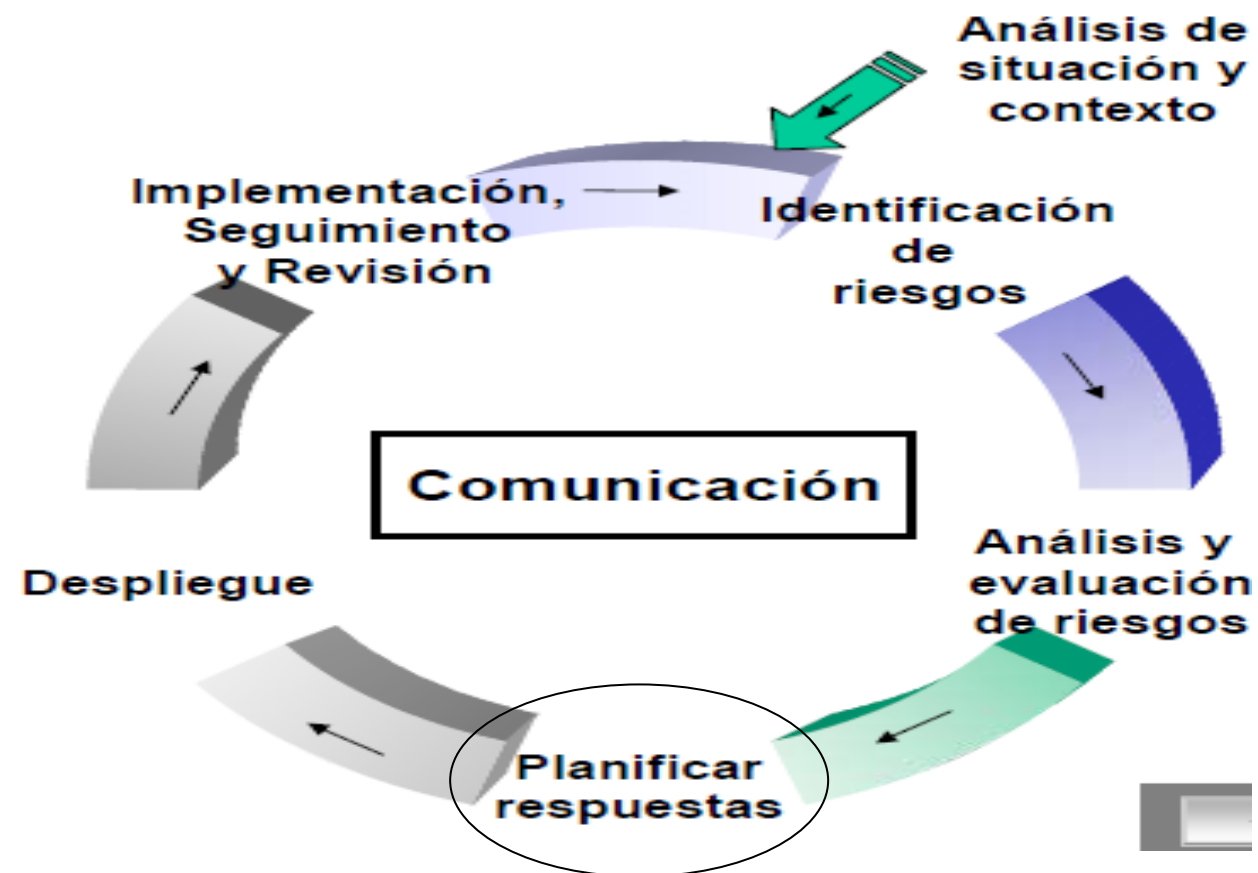 Análisis de
situación y
contexto
Identificación
de
riesgos
Análisis y
evaluación
de riesgos
Planificar
respuestas
Despliegue
Implementación,
Seguimiento
y Revisión
Comunicación